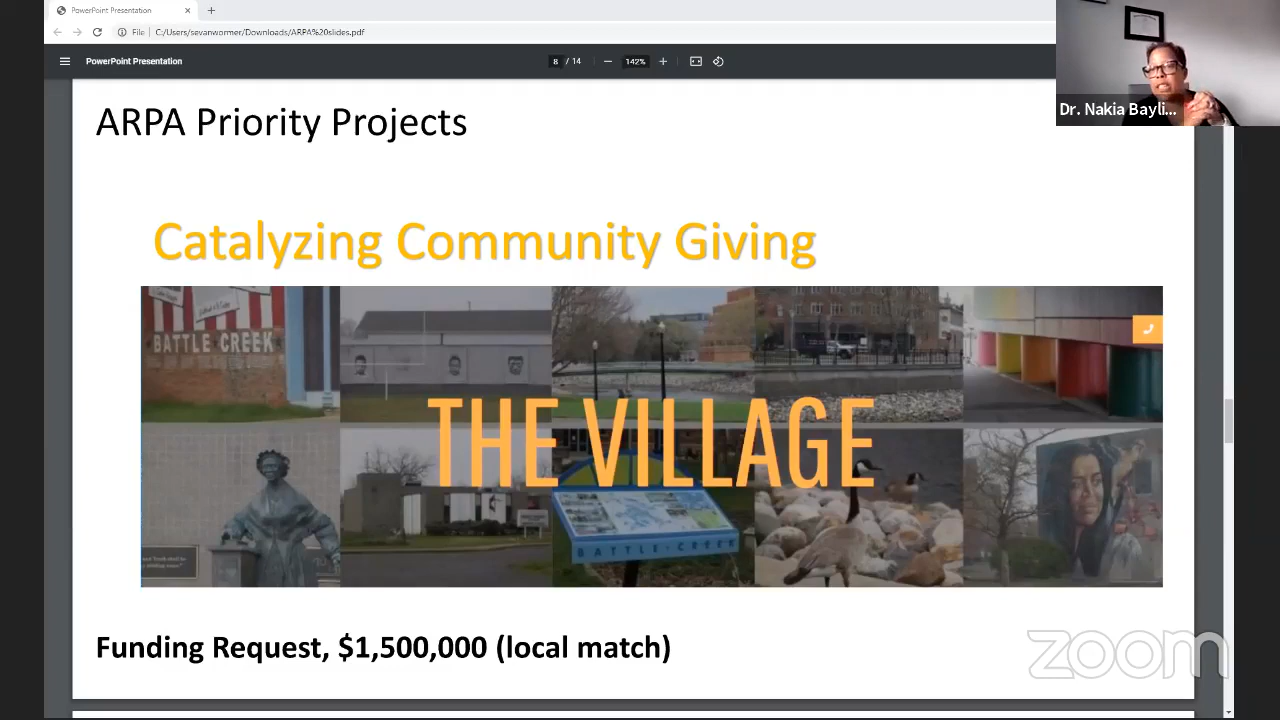 PowerPoint Presentation
File
C:/Users/sevanwormer/Downloads/ARPA%20slides.pdf
PowerPoint Presentation
8 / 14
142%
Dr. Nakia Bayli...
ARPA Priority Projects
Catalyzing Community Giving
BATTLE CREEK
THE VILLAGE
BATTLE CREEK
Funding Request, $1,500,000 (local match)
zoom